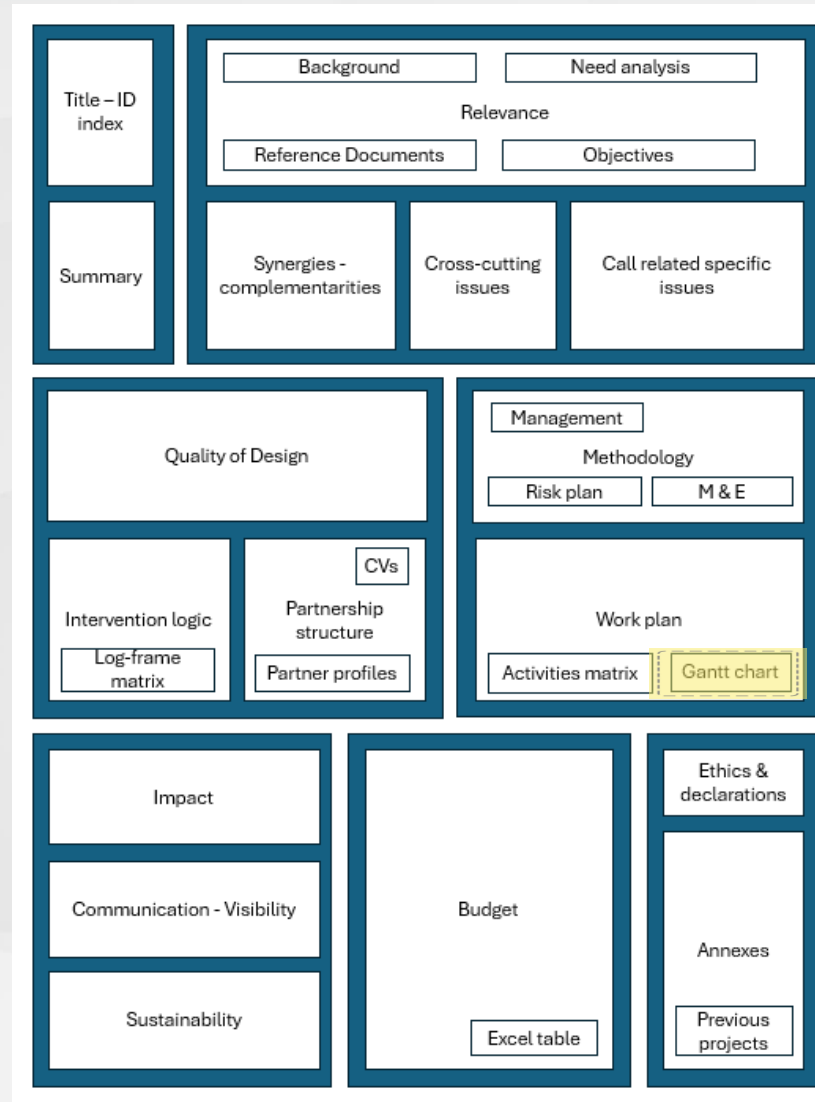 Title – ID
index
Summary
Background
Need analysis
Relevance
Reference Documents
Objectives
Synergies -
complementarities
Cross-cutting
issues
Call related specific
issues
Quality of Design
Intervention logic
Log-frame
matrix
CVs
Partnership
structure
Partner profiles
Management
Methodology
Risk plan
M & E
Work plan
Activities matrix
Gantt chart
Impact
Communication - Visibility
Sustainability
Budget
Excel table
Ethics &
declarations
Annexes
Previous
projects